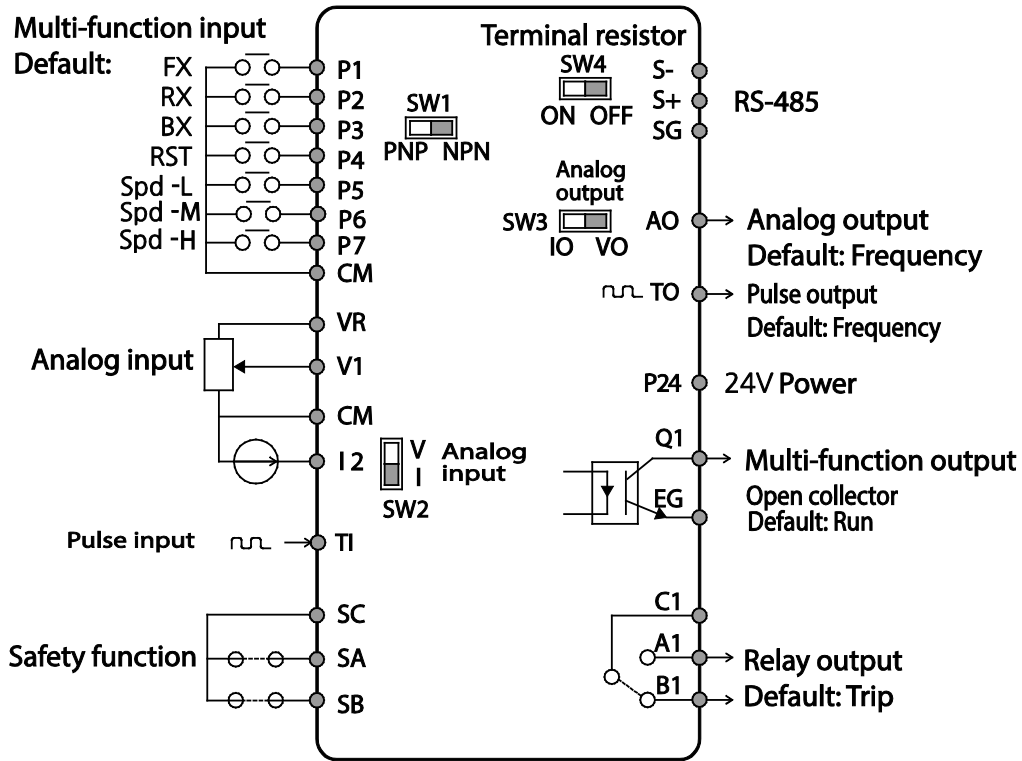 Multi-function input
Default:
FX
P1
RX
P2
BX
P3
RST
P4
Spd -L
P5
Spd -M
P6
Spd -H
P7
CM
SW1
PNP NPN
Terminal resistor
SW4
ON OFF
S-
S+
SG
RS-485
Analog
output
SW3
IO VO
AO
Analog output
Default: Frequency
TO
Pulse output
Default: Frequency
Analog input
VR
V1
CM
I2
V
I
SW2
Analog
input
P24
24V Power
Q1
EG
Multi-function output
Open collector
Default: Run
Pulse input
TI
Safety function
SC
SA
SB
C1
A1
B1
Relay output
Default: Trip